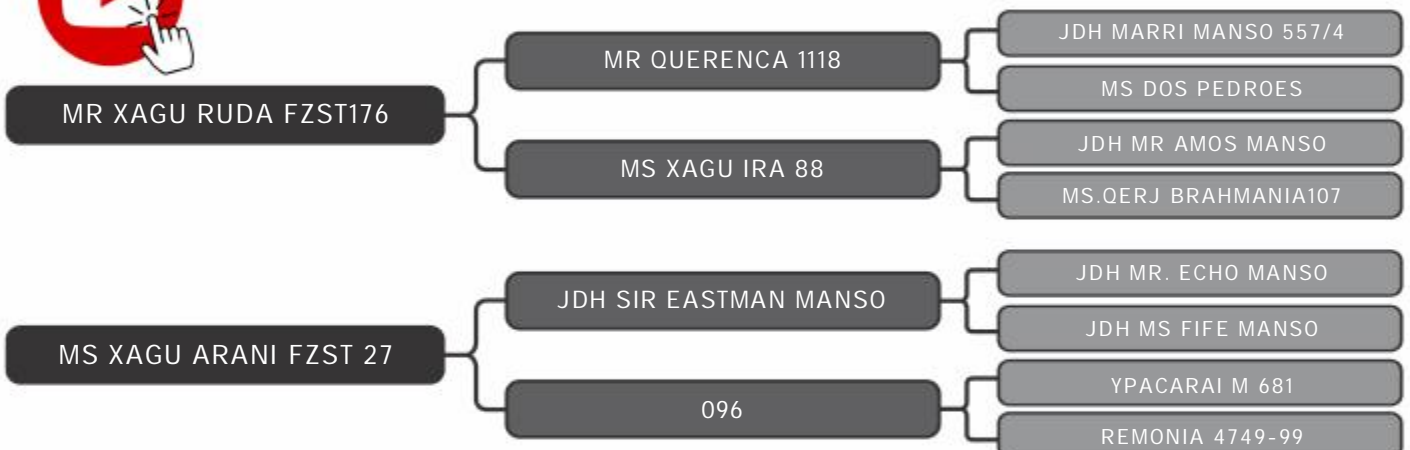 MR XAGU RUDA FZST176
MR QUERENCA 1118
JDH MARRI MANSO 557/4
MS DOS PEDROES
MS XAGU IRA 88
JDH MR AMOS MANSO
MS.QERJ BRAHMANIA107
MS XAGU ARANI FZST 27
JDH SIR EASTMAN MANSO
JDH MR. ECHO MANSO
JDH MS FIFE MANSO
096
YPACARAI M 681
REMONIA 4749-99